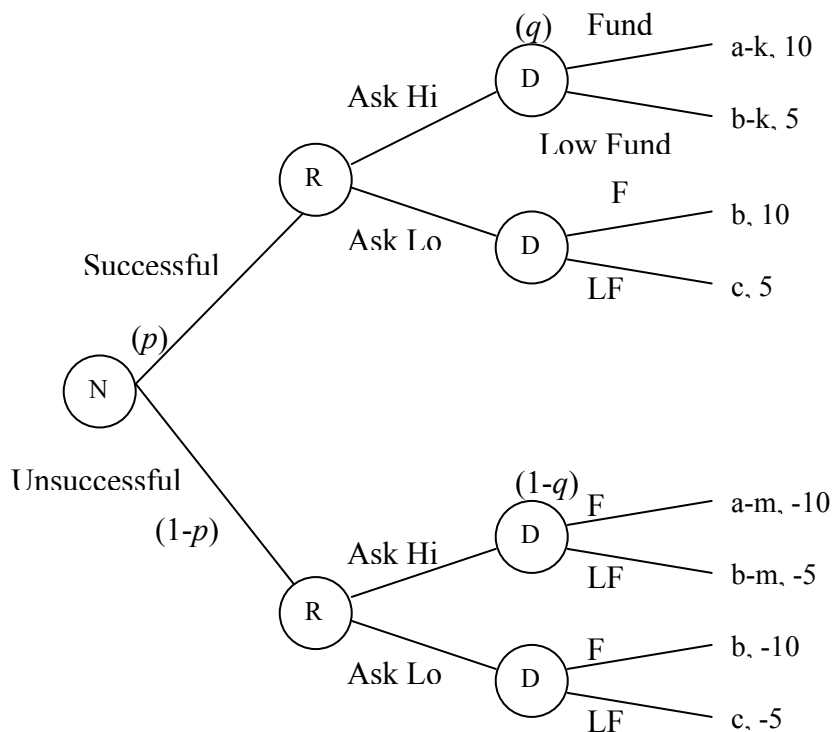 (q)
Fund
D
a-k, 10
Ask Hi
b-k, 5
Low Fund
R
F
b, 10
Ask Lo
D
LF
c, 5
Successful
(p)
N
Unsuccessful
(1-p)
(1-q)
F
a-m, -10
D
Ask Hi
LF
b-m, -5
R
F
b, -10
Ask Lo
D
LF
c, -5